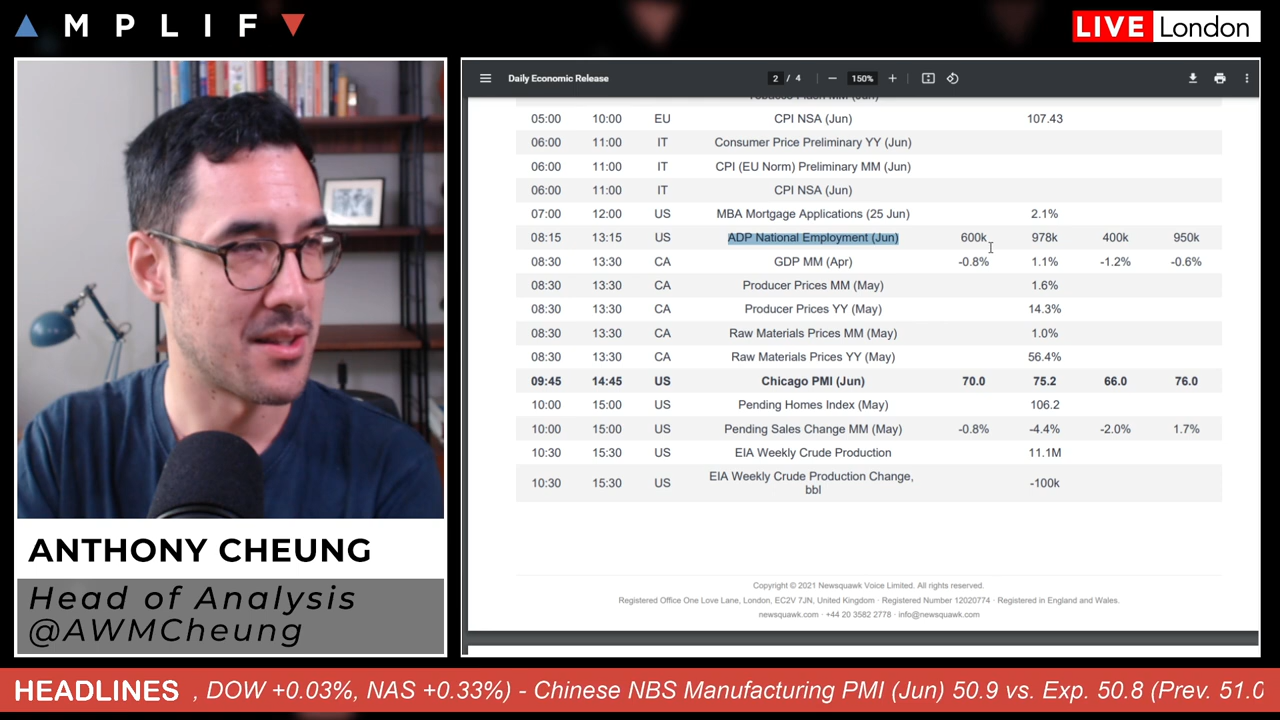 AMPLIFY
LIVE London
Daily Economic Release 2 / 4 150%
05:00 10:00 EU CPI NSA (Jun) 107.43
06:00 11:00 IT Consumer Price Preliminary YY (Jun)
06:00 11:00 IT CPI (EU Norm) Preliminary MM (Jun)
06:00 11:00 IT CPI NSA (Jun)
07:00 12:00 US MBA Mortgage Applications (25 Jun) 2.1%
08:15 13:15 US ADP National Employment (Jun) 600k 978k 400k 950k
08:30 13:30 CA GDP MM (Apr) -0.8% 1.1% -1.2% -0.6%
08:30 13:30 CA Producer Prices MM (May) 1.6%
08:30 13:30 CA Producer Prices YY (May) 14.3%
08:30 13:30 CA Raw Materials Prices MM (May) 1.0%
08:30 13:30 CA Raw Materials Prices YY (May) 56.4%
09:45 14:45 US Chicago PMI (Jun) 70.0 75.2 66.0 76.0
10:00 15:00 US Pending Homes Index (May) 106.2
10:00 15:00 US Pending Sales Change MM (May) -0.8% -4.4% -2.0% 1.7%
10:30 15:30 US EIA Weekly Crude Production 11.1M
10:30 15:30 US EIA Weekly Crude Production Change, -100k
bbl
Copyright © 2021 Newsquawk Voice Limited. All rights reserved.
Registered Office One Love Lane, London, EC2V 7JN, United Kingdom · Registered Number 12020774 · Registered in England and Wales.
newsquawk.com · +44 20 3582 2778 · info@newsquawk.com
ANTHONY CHEUNG
Head of Analysis
@AWMCheung
HEADLINES , DOW +0.03%, NAS +0.33%) - Chinese NBS Manufacturing PMI (Jun) 50.9 vs. Exp. 50.8 (Prev. 51.0